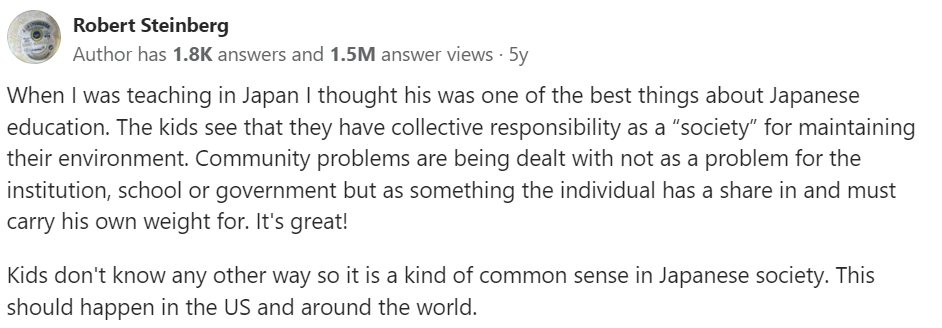 Robert Steinberg
Author has 1.8K answers and 1.5M answer views · 5y
When I was teaching in Japan I thought his was one of the best things about Japanese
education. The kids see that they have collective responsibility as a “society” for maintaining
their environment. Community problems are being dealt with not as a problem for the
institution, school or government but as something the individual has a share in and must
carry his own weight for. It's great!
Kids don't know any other way so it is a kind of common sense in Japanese society. This
should happen in the US and around the world.